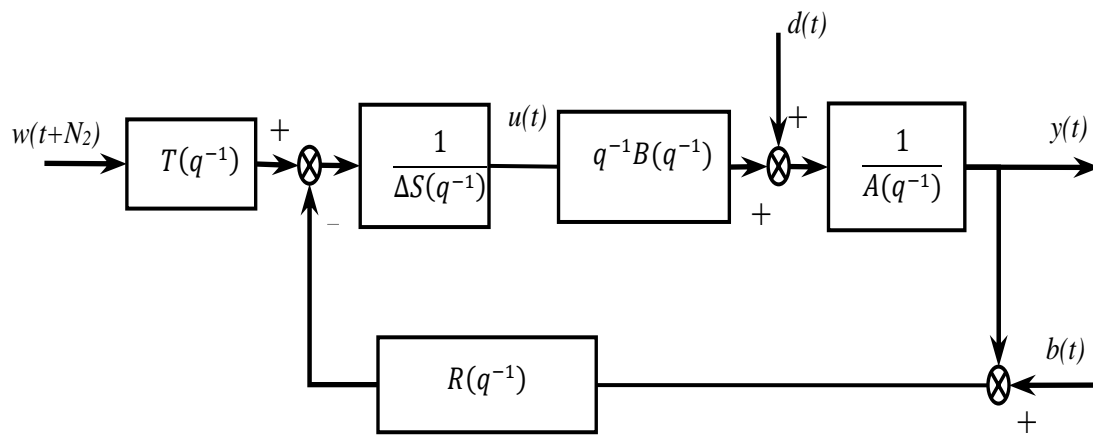 d(t)
w(t+N₂)
T(q⁻¹)
+
−
1
ΔS(q⁻¹)
u(t)
q⁻¹B(q⁻¹)
+
+
1
A(q⁻¹)
y(t)
R(q⁻¹)
b(t)
+